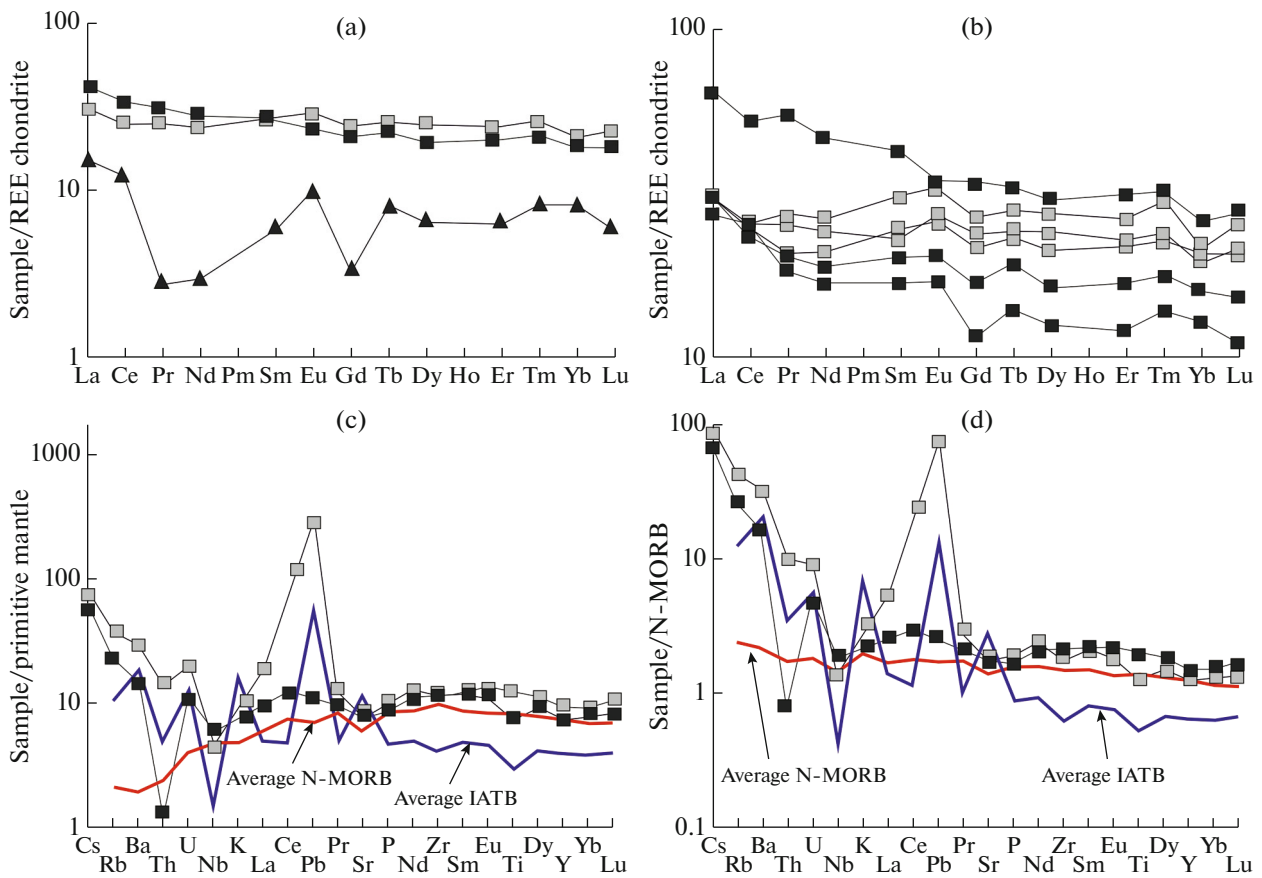 (a)
100
10
1
Sample/REE chondrite
La Ce Pr Nd Pm Sm Eu Gd Tb Dy Ho Er Tm Yb Lu
(b)
100
10
Sample/REE chondrite
La Ce Pr Nd Pm Sm Eu Gd Tb Dy Ho Er Tm Yb Lu
(c)
1000
100
10
1
Sample/primitive mantle
Average N-MORB
Average IATB
Cs Ba U K Ce Pr P Zr Eu Dy Yb
Rb Th Nb La Pb Sr Nd Sm Ti Y Lu
(d)
100
10
1
0.1
Sample/N-MORB
Average N-MORB
Average IATB
Cs Ba U K Ce Pr P Zr Eu Dy Yb
Rb Th Nb La Pb Sr Nd Sm Ti Y Lu